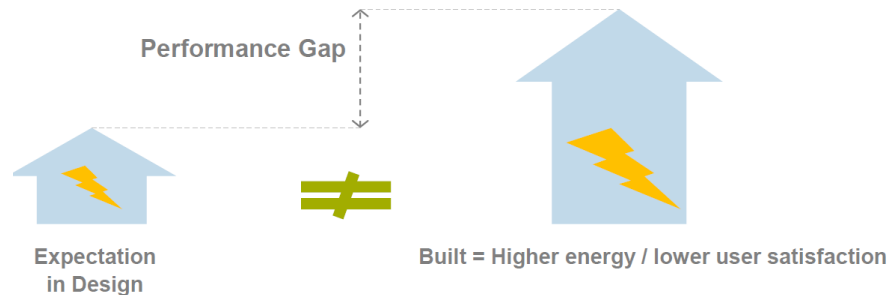 Performance Gap
Expectation
in Design
Built = Higher energy / lower user satisfaction